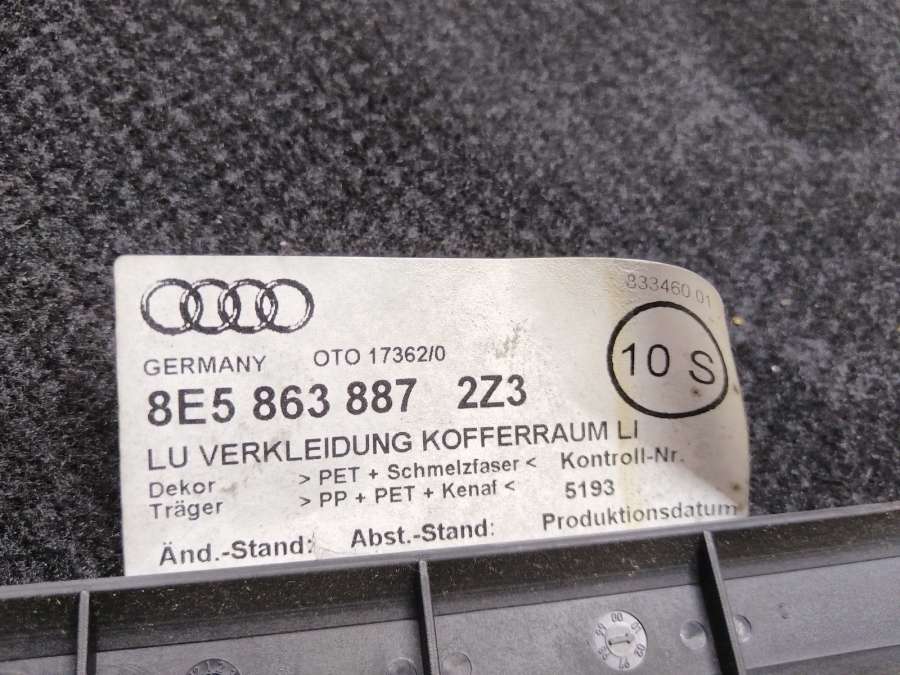 833460 01
GERMANY OTO 17362/0
10 S
8E5 863 887 2Z3
LU VERKLEIDUNG KOFFERRAUM LI
Dekor > PET + Schmelzfaser < Kontroll-Nr.
Träger > PP + PET + Kenaf < 5193
Änd.-Stand: Abst.-Stand: Produktionsdatum
00